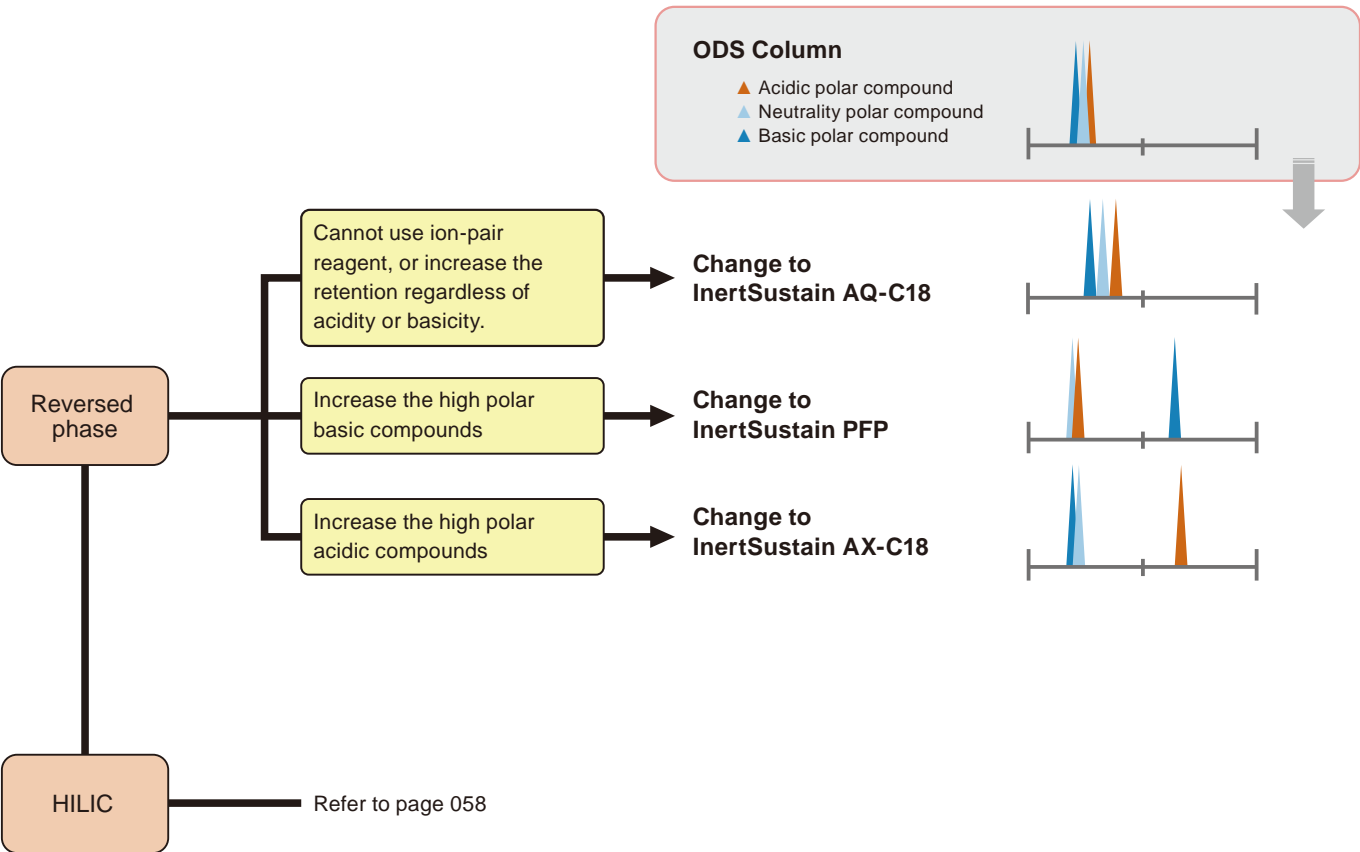 ODS Column
Acidic polar compound
Neutrality polar compound
Basic polar compound
Cannot use ion-pair
reagent, or increase the
retention regardless of
acidity or basicity.
Change to
InertSustain AQ-C18
Reversed
phase
Increase the high polar
basic compounds
Change to
InertSustain PFP
Increase the high polar
acidic compounds
Change to
InertSustain AX-C18
HILIC
Refer to page 058